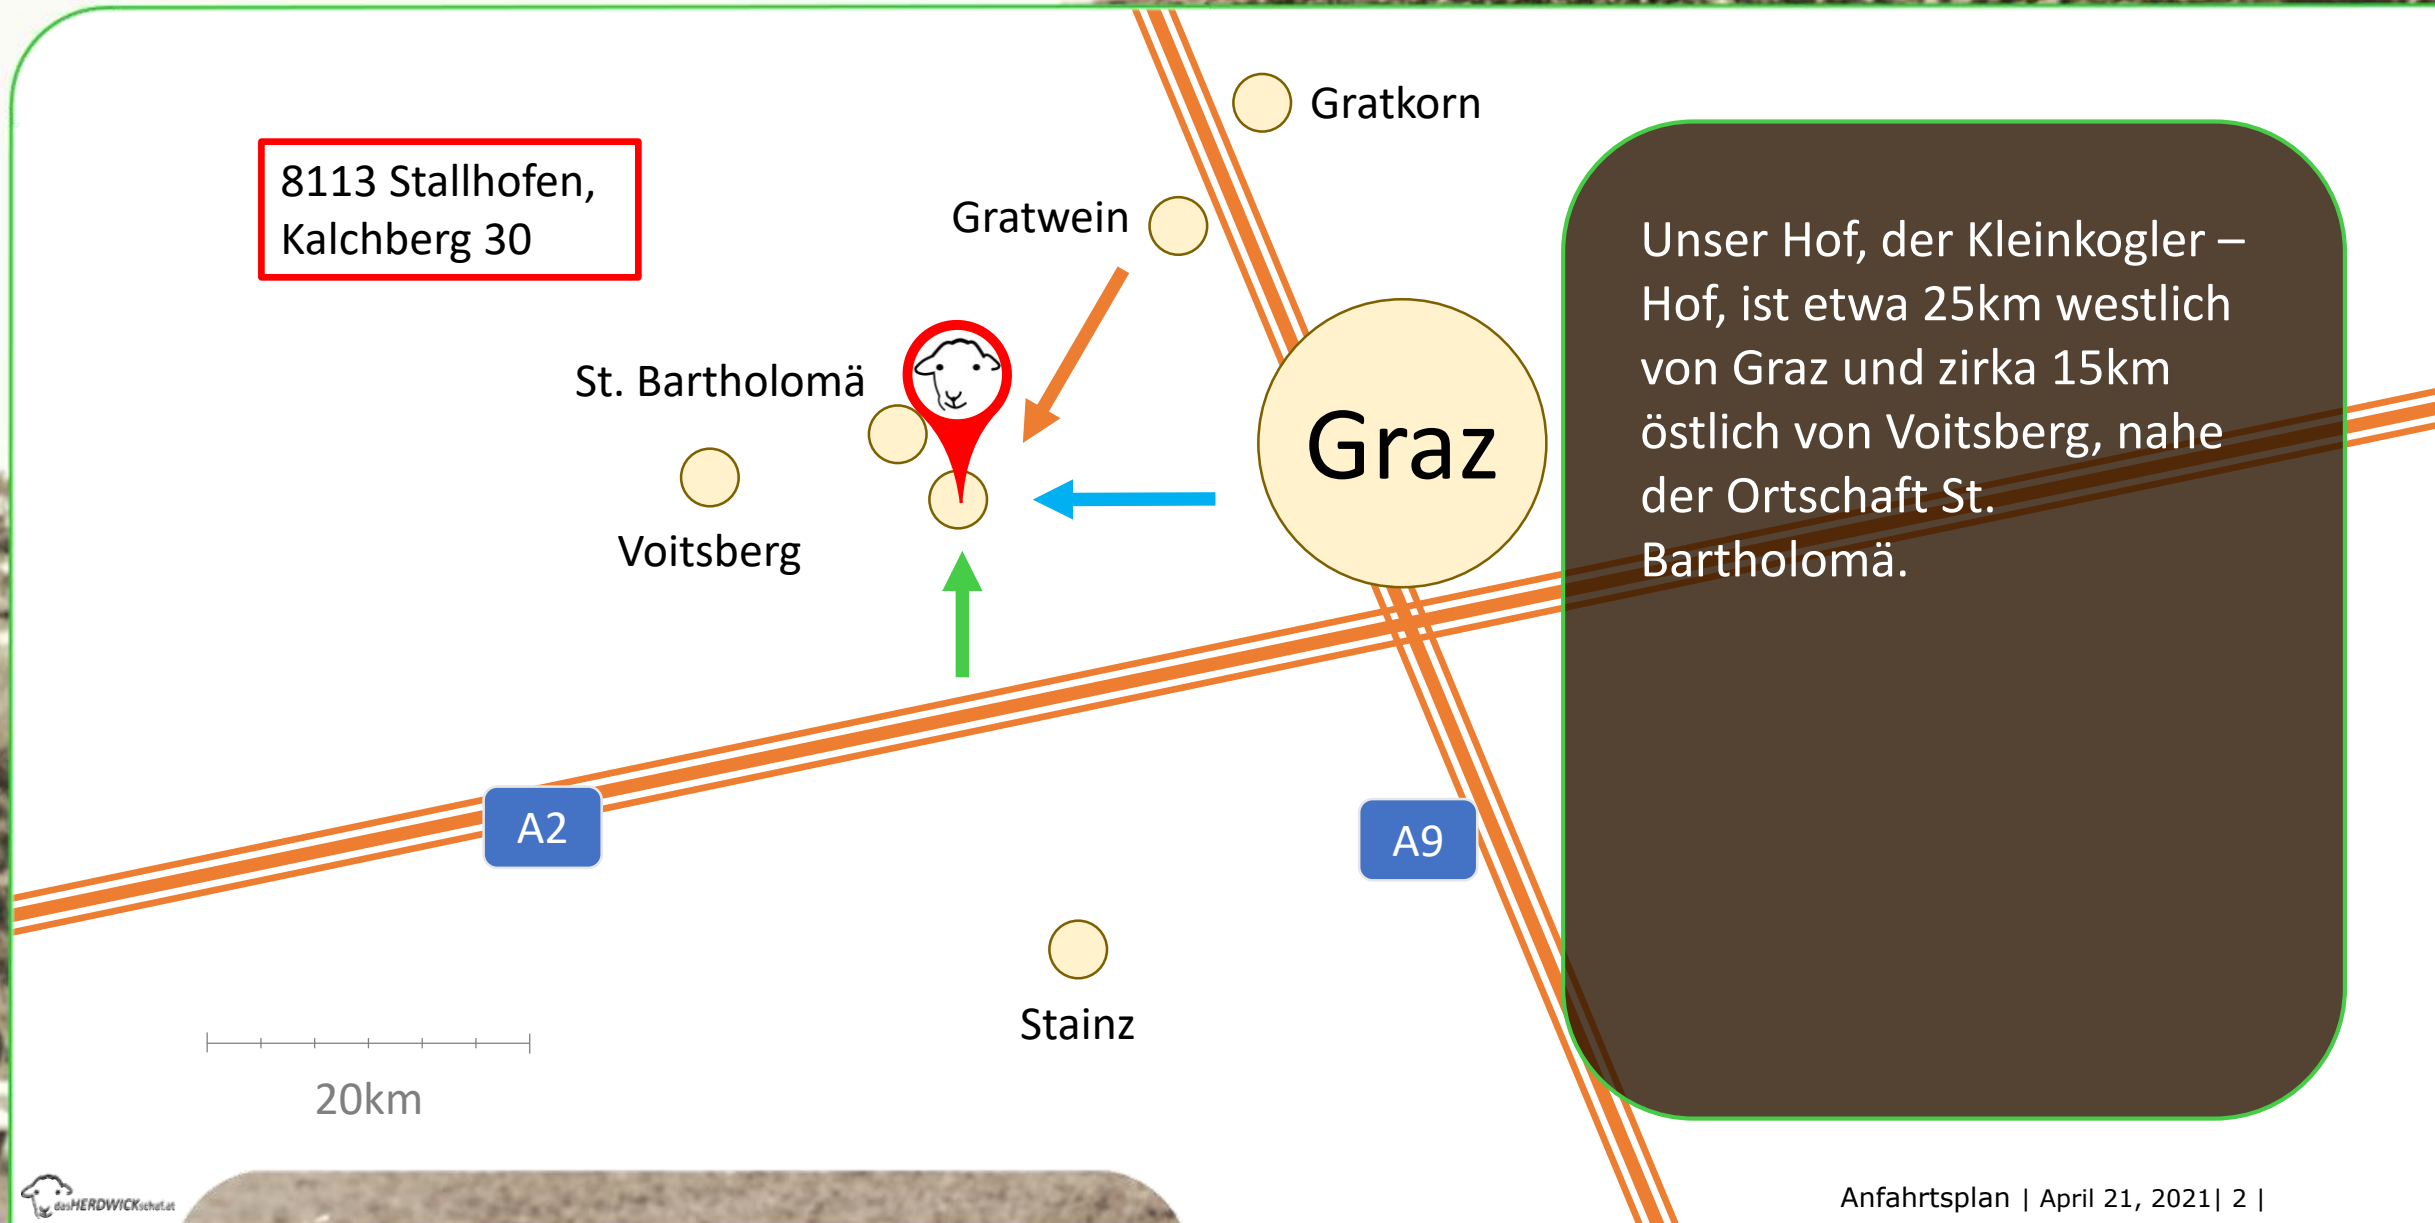 Gratkorn
8113 Stallhofen,
Kalchberg 30
Gratwein
Unser Hof, der Kleinkogler –
Hof, ist etwa 25km westlich
von Graz und zirka 15km
östlich von Voitsberg, nahe
der Ortschaft St.
Bartholomä.
St. Bartholomä
Graz
Voitsberg
A2
A9
Stainz
20km
dasHERDWICKschaf.at
Anfahrtsplan | April 21, 2021| 2 |